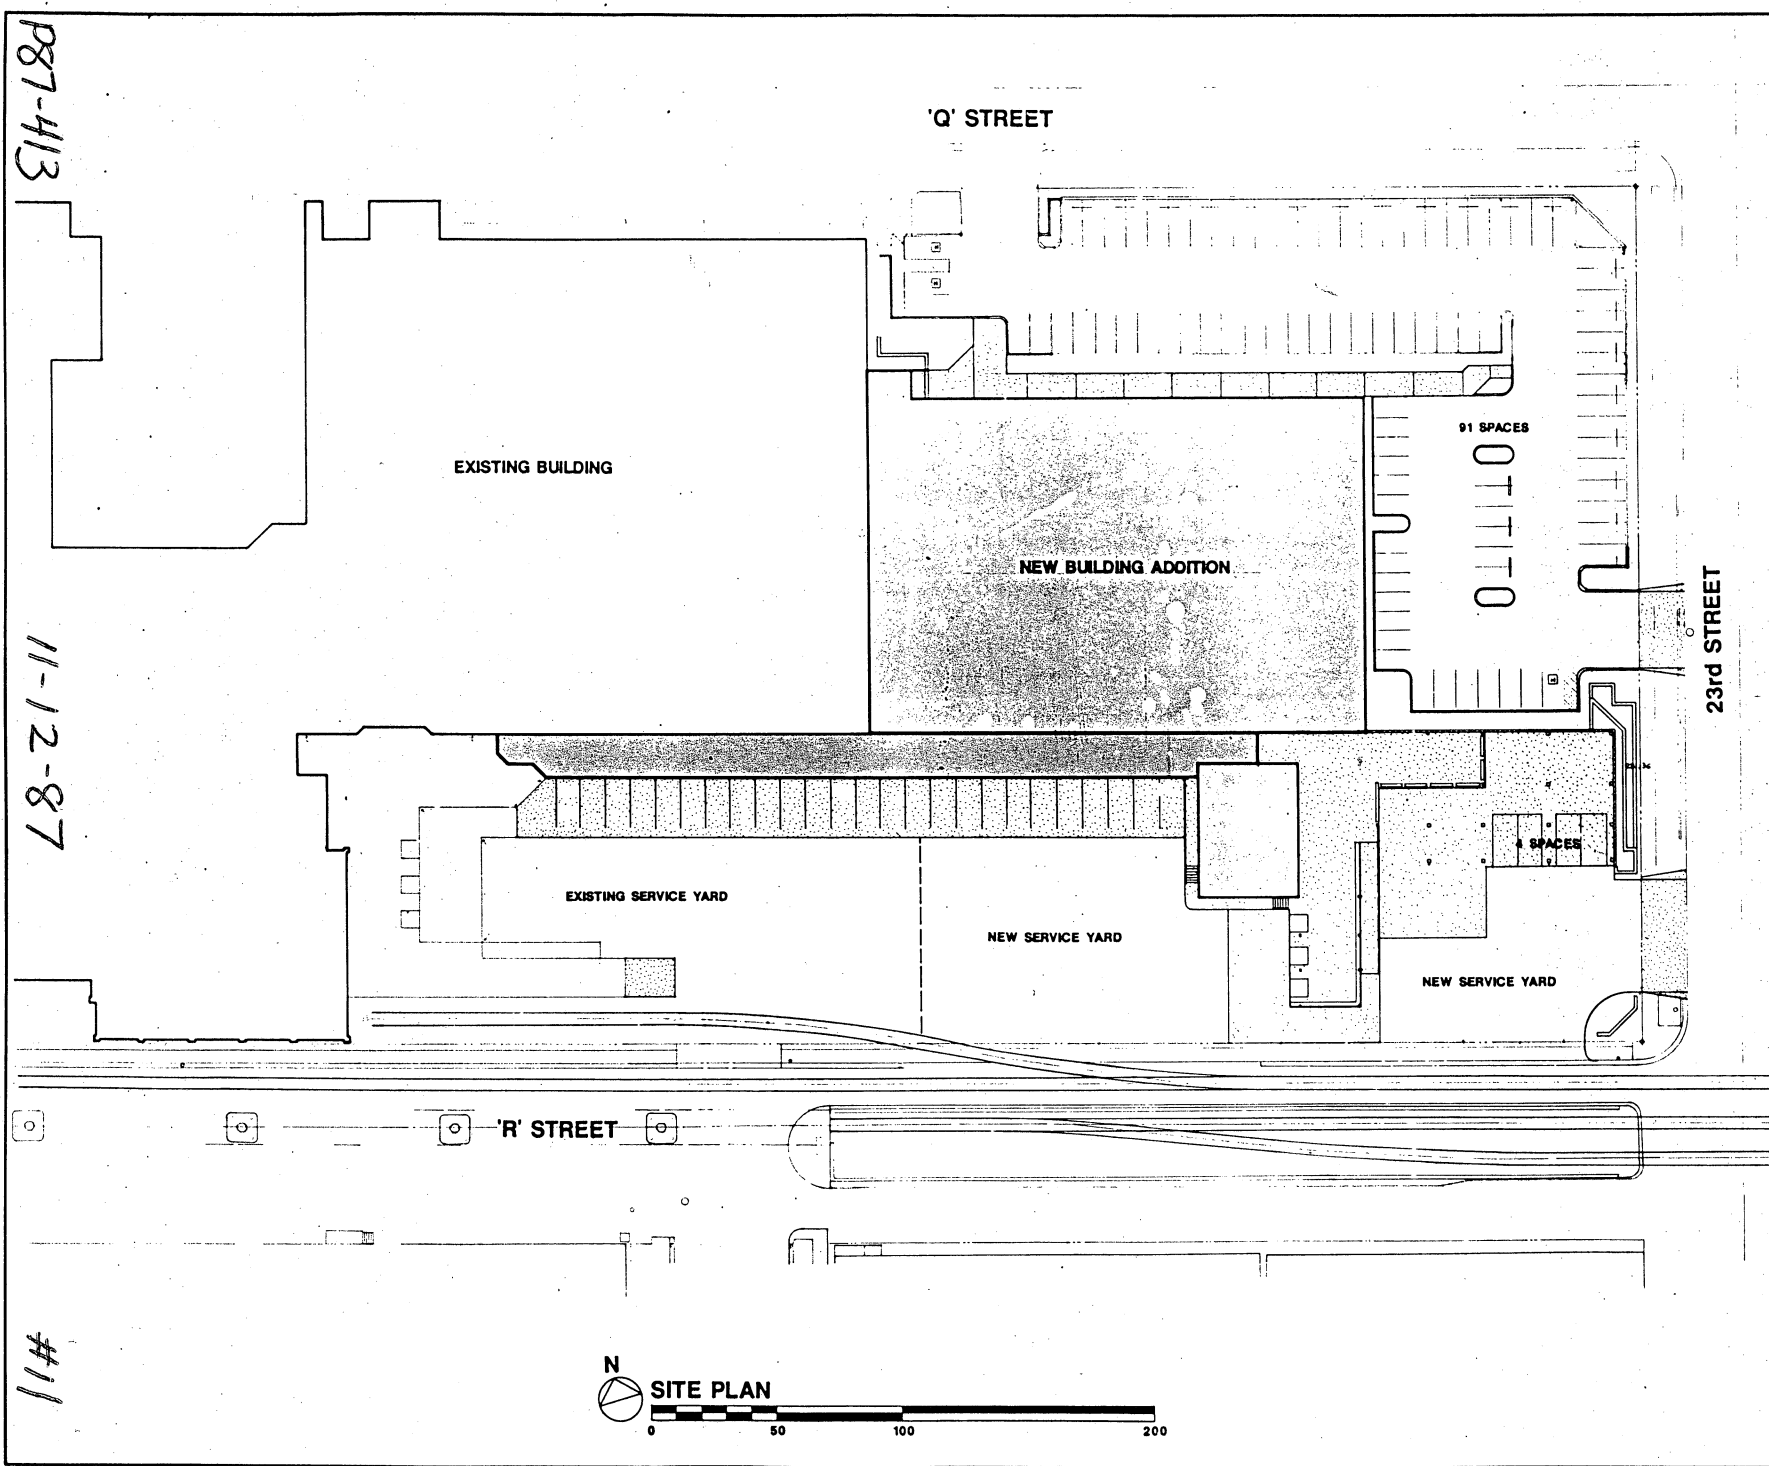 P87-413
'Q' STREET
91 SPACES
EXISTING BUILDING
NEW BUILDING ADDITION
23rd STREET
11-12-87
4 SPACES
EXISTING SERVICE YARD
NEW SERVICE YARD
NEW SERVICE YARD
'R' STREET
#11
N
SITE PLAN
0 50 100 200